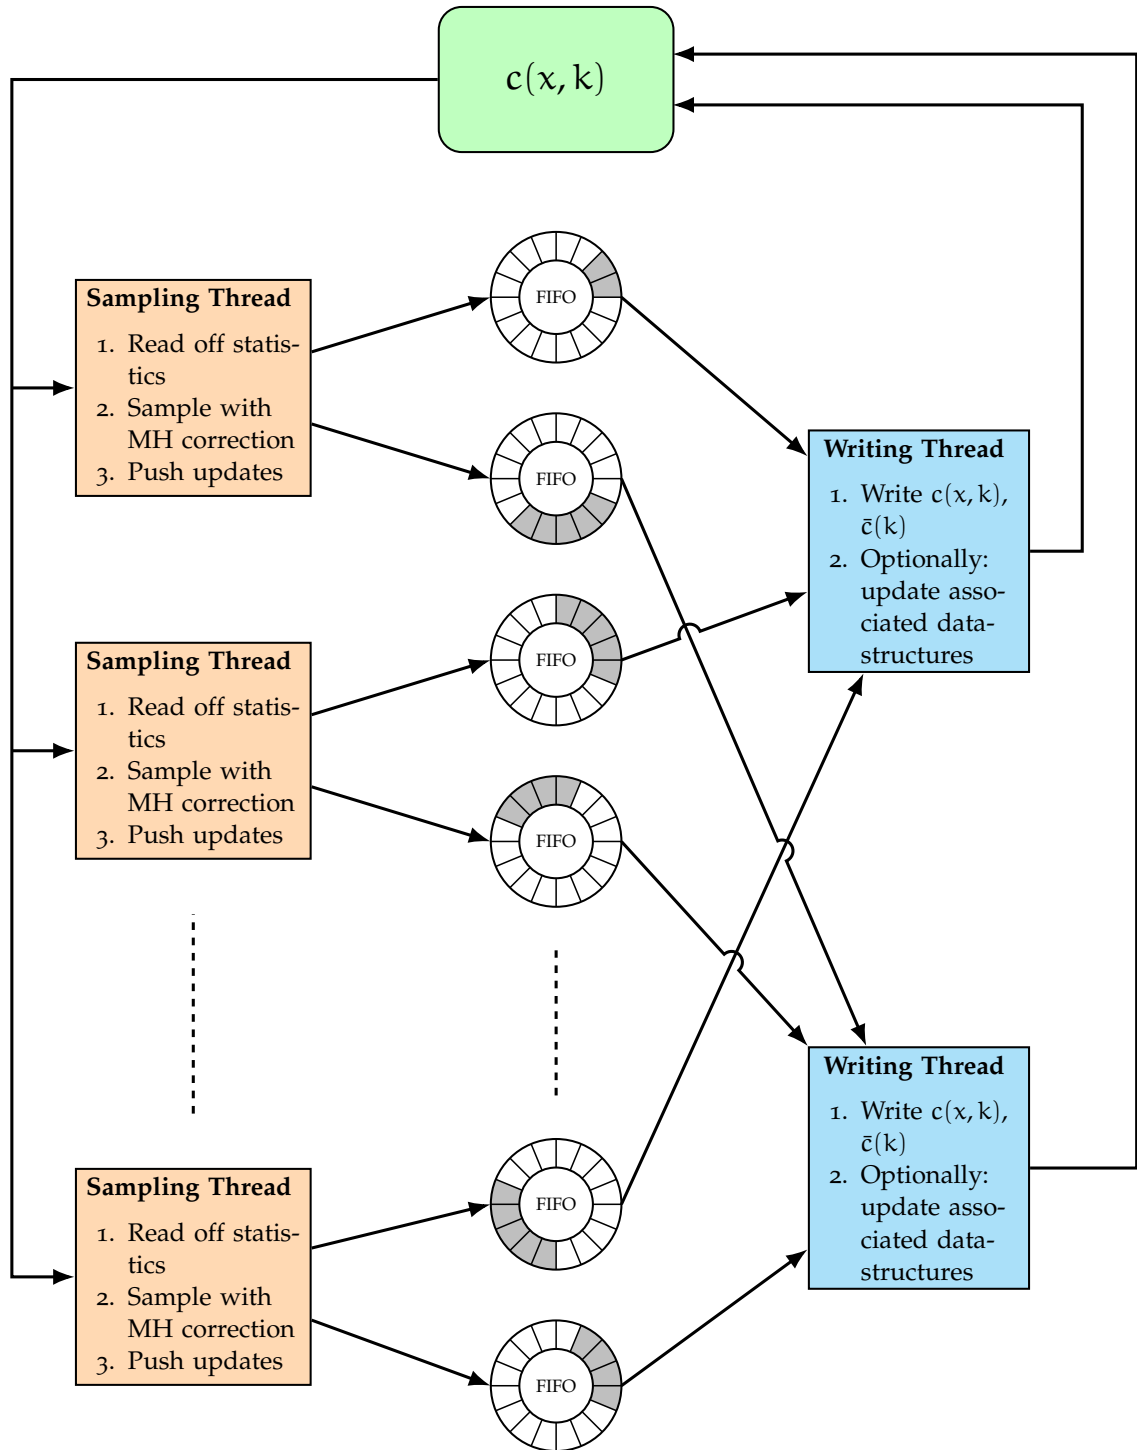 c(x, k)
FIFO
Sampling Thread
1. Read off statis-
tics
2. Sample with
MH correction
3. Push updates
FIFO
Writing Thread
1. Write c(x, k),
c̄(k)
2. Optionally:
update asso-
ciated data-
structures
FIFO
Sampling Thread
1. Read off statis-
tics
2. Sample with
MH correction
3. Push updates
FIFO
Writing Thread
1. Write c(x, k),
c̄(k)
2. Optionally:
update asso-
ciated data-
structures
FIFO
Sampling Thread
1. Read off statis-
tics
2. Sample with
MH correction
3. Push updates
FIFO